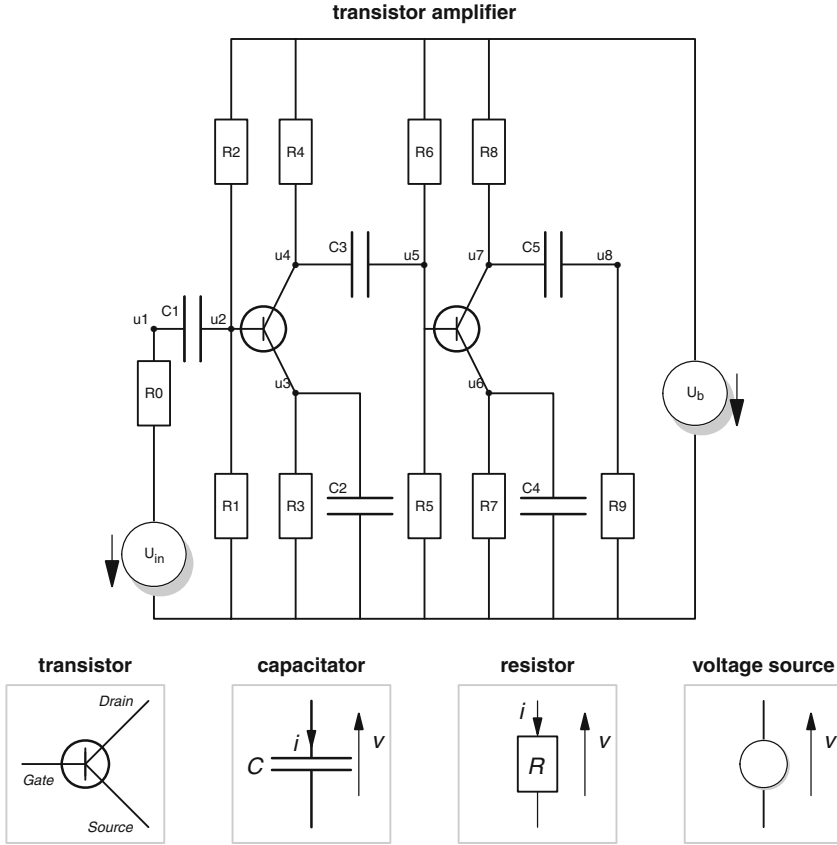 transistor amplifier
R2 R4 R6 R8
u4 C3 u5 u7 C5 u8
u1 C1 u2
u3 u6
R0 U_b
R1 R3 C2 R5 R7 C4 R9
U_in
transistor capacitator resistor voltage source
Drain
i v i v v
Gate C R
Source